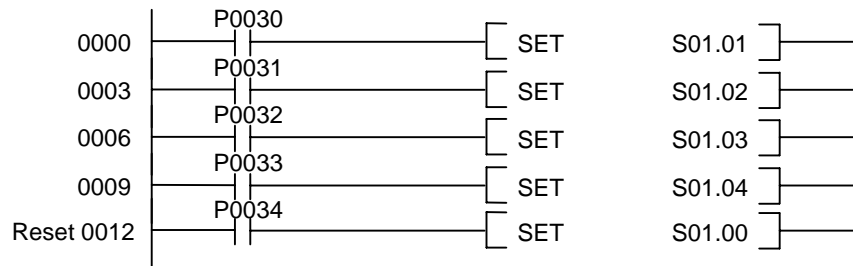 P0030
0000 SET S01.01
P0031
0003 SET S01.02
P0032
0006 SET S01.03
P0033
0009 SET S01.04
P0034
Reset 0012 SET S01.00